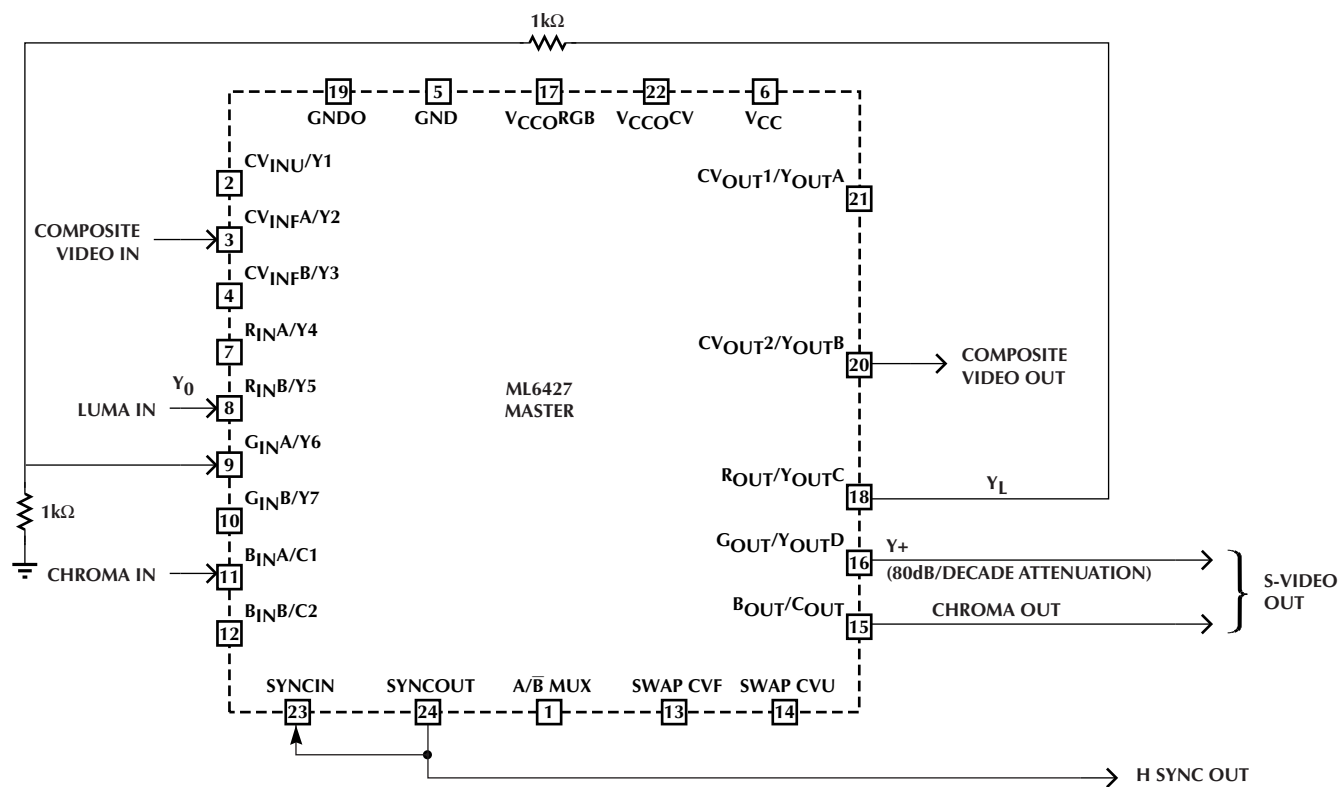 1kΩ
19 5 17 22 6
GNDO GND VCCORGB VCCOCV VCC
CVINU/Y1
2
CVINFA/Y2
COMPOSITE
VIDEO IN
3
CVINFB/Y3
4
RINA/Y4
7
Y0
RINB/Y5
LUMA IN
8
GINA/Y6
9
1kΩ
GINB/Y7
10
BINA/C1
CHROMA IN
11
BINB/C2
12
ML6427
MASTER
CVOUT1/YOUTA
21
CVOUT2/YOUTB
20
COMPOSITE
VIDEO OUT
ROUT/YOUTC
18
YL
GOUT/YOUTD
16
Y+
(80dB/DECADE ATTENUATION)
BOUT/COUT
15
CHROMA OUT
S-VIDEO
OUT
SYNCIN SYNCOUT A/B̅ MUX SWAP CVF SWAP CVU
23 24 1 13 14
H SYNC OUT